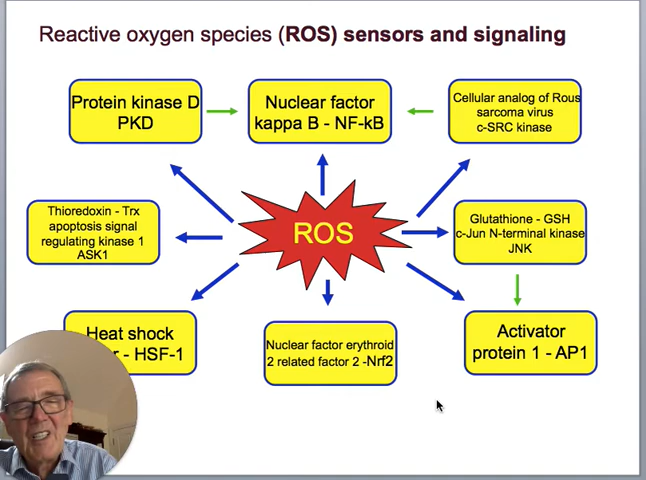 Reactive oxygen species (ROS) sensors and signaling
Protein kinase D
PKD
Nuclear factor
kappa B - NF-kB
Cellular analog of Rous
sarcoma virus
c-SRC kinase
Thioredoxin - Trx
apoptosis signal
regulating kinase 1
ASK1
ROS
Glutathione - GSH
c-Jun N-terminal kinase
JNK
Heat shock
r - HSF-1
Nuclear factor erythroid
2 related factor 2 -Nrf2
Activator
protein 1 - AP1